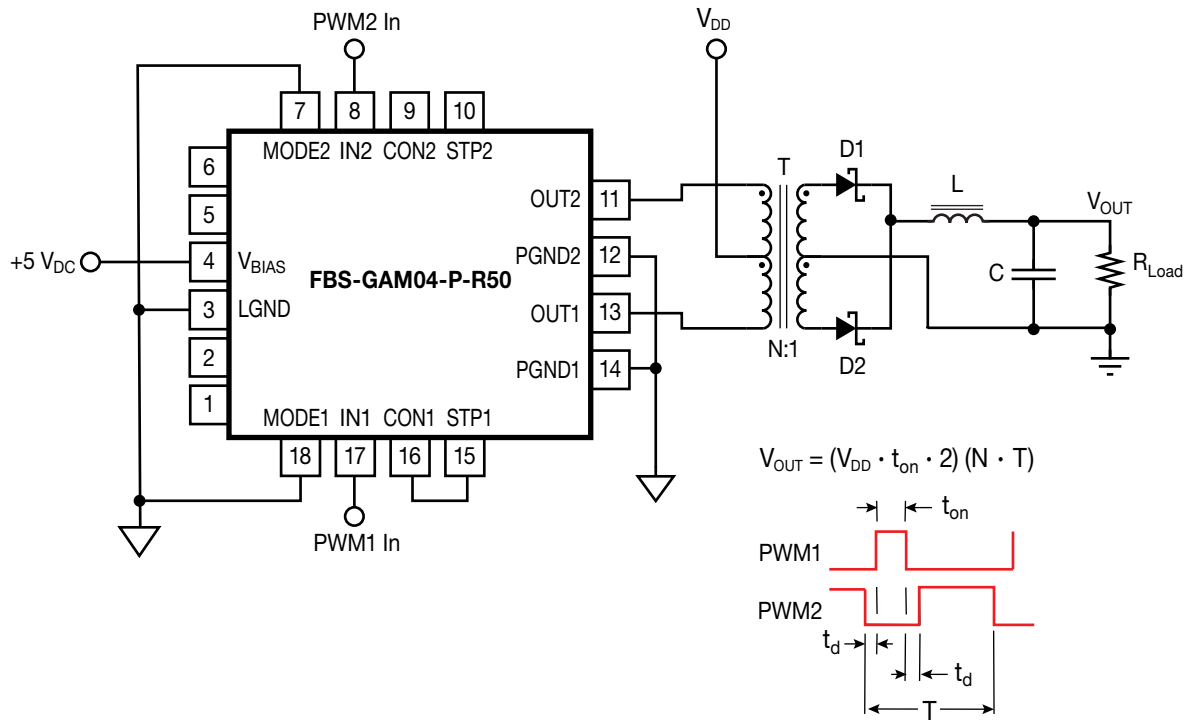 PWM2 In
V_DD
7
8
9
10
MODE2 IN2 CON2 STP2
6
5
+5 V_DC
4
V_BIAS
3
LGND
2
1
FBS-GAM04-P-R50
OUT2
11
PGND2
12
OUT1
13
PGND1
14
MODE1 IN1 CON1 STP1
18
17
16
15
PWM1 In
T
N:1
D1
D2
L
C
V_OUT
R_Load
V_OUT = (V_DD · t_on · 2) (N · T)
t_on
PWM1
PWM2
t_d
t_d
T